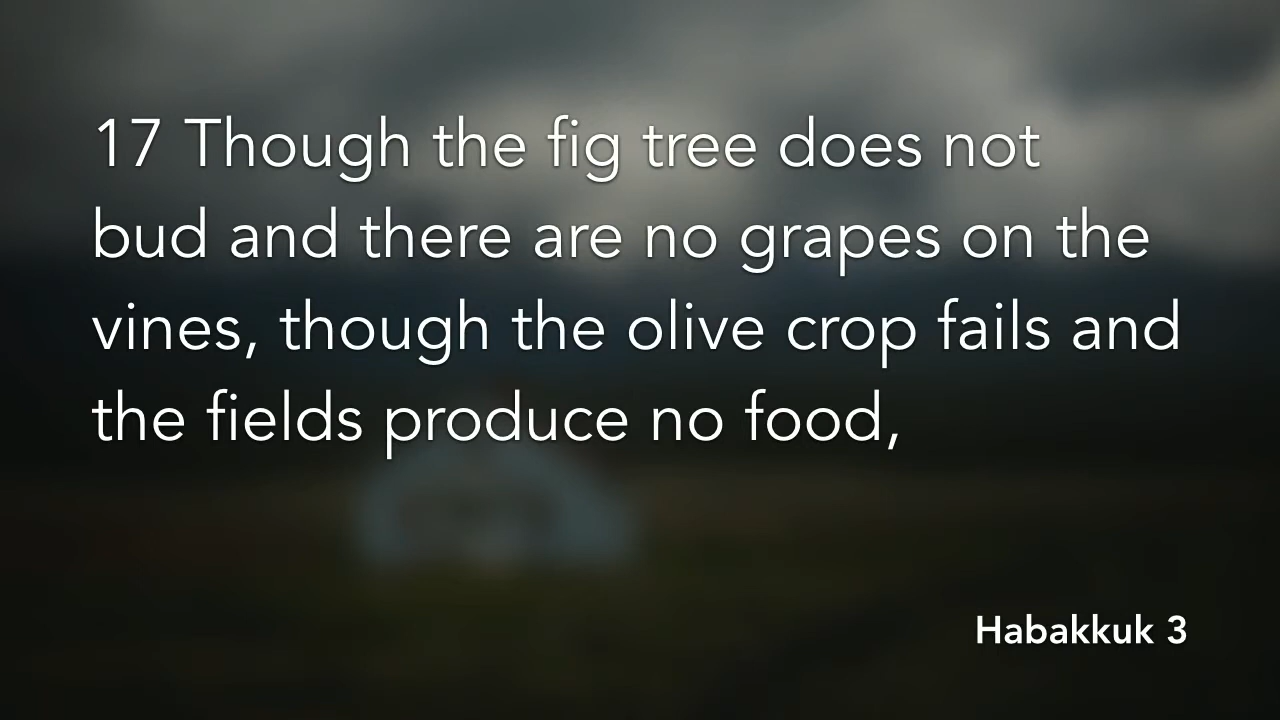 17 Though the fig tree does not
bud and there are no grapes on the
vines, though the olive crop fails and
the fields produce no food,
Habakkuk 3